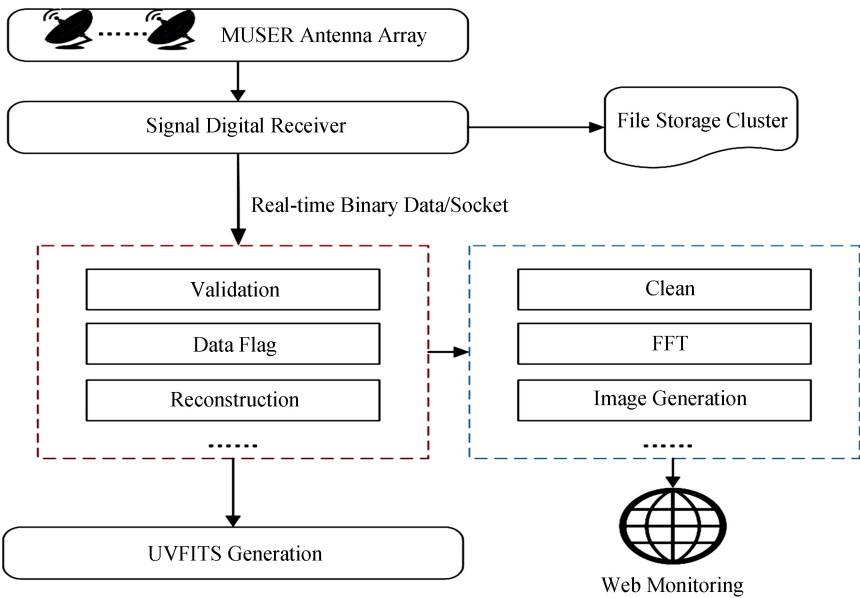 MUSER Antenna Array
Signal Digital Receiver
File Storage Cluster
Real-time Binary Data/Socket
Validation
Data Flag
Reconstruction
......
Clean
FFT
Image Generation
......
UVFITS Generation
Web Monitoring